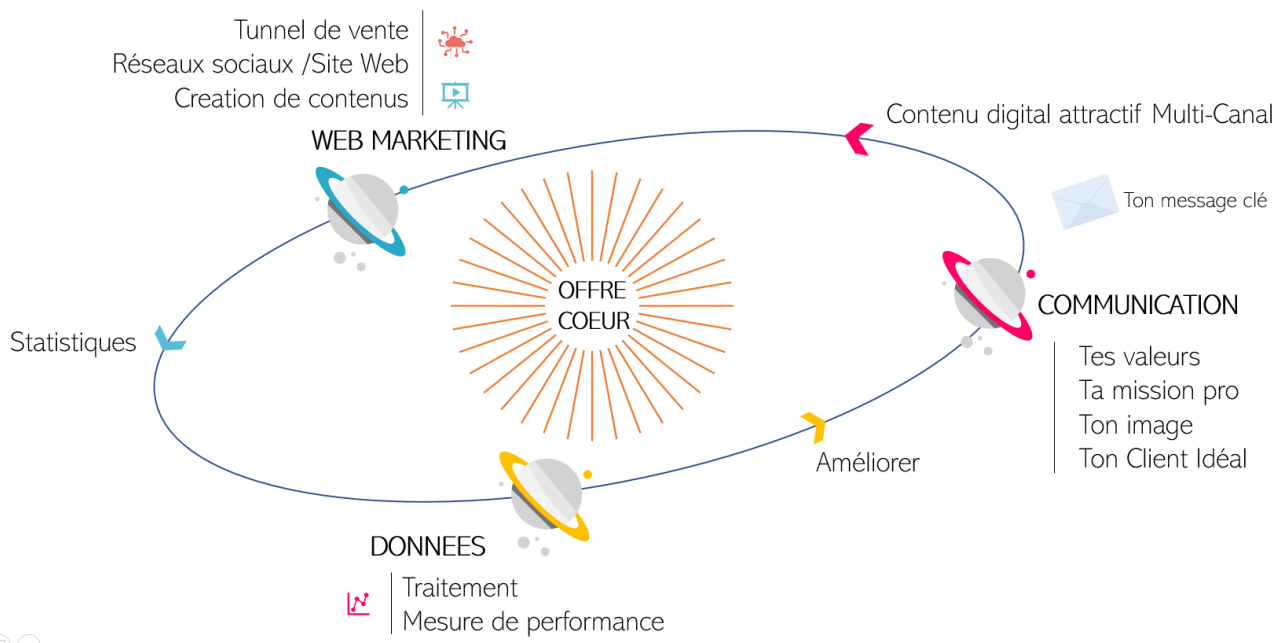 Tunnel de vente
Réseaux sociaux /Site Web
Creation de contenus
WEB MARKETING
Contenu digital attractif Multi-Canal
Ton message clé
OFFRE
COEUR
COMMUNICATION
Tes valeurs
Ta mission pro
Ton image
Ton Client Idéal
Statistiques
Améliorer
DONNEES
Traitement
Mesure de performance